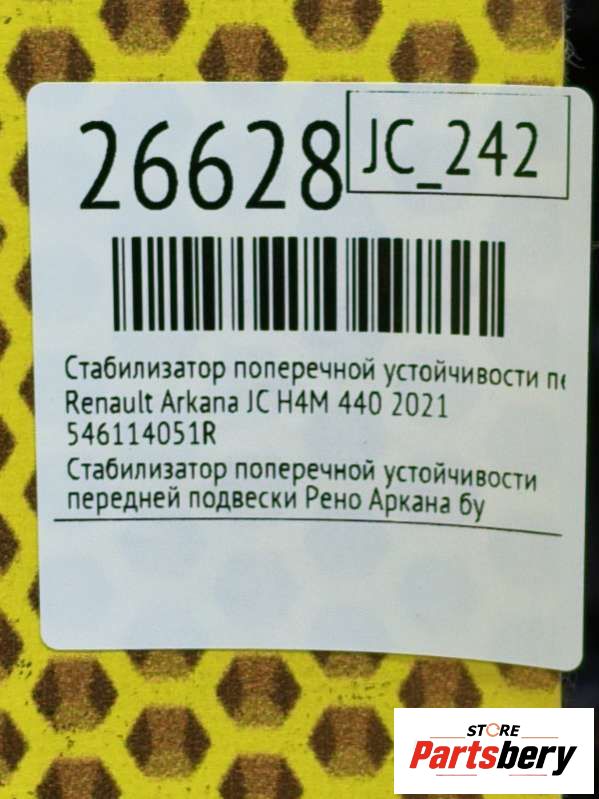 26628
JC_242
Стабилизатор поперечной устойчивости пе
Renault Arkana JC H4M 440 2021
546114051R
Стабилизатор поперечной устойчивости
передней подвески Рено Аркана бу
STORE
Partsbery